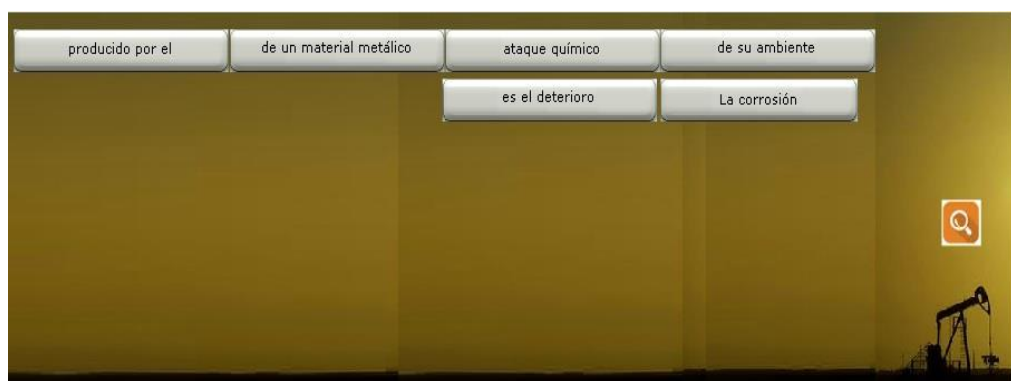 producido por el de un material metálico ataque químico de su ambiente
es el deterioro La corrosión